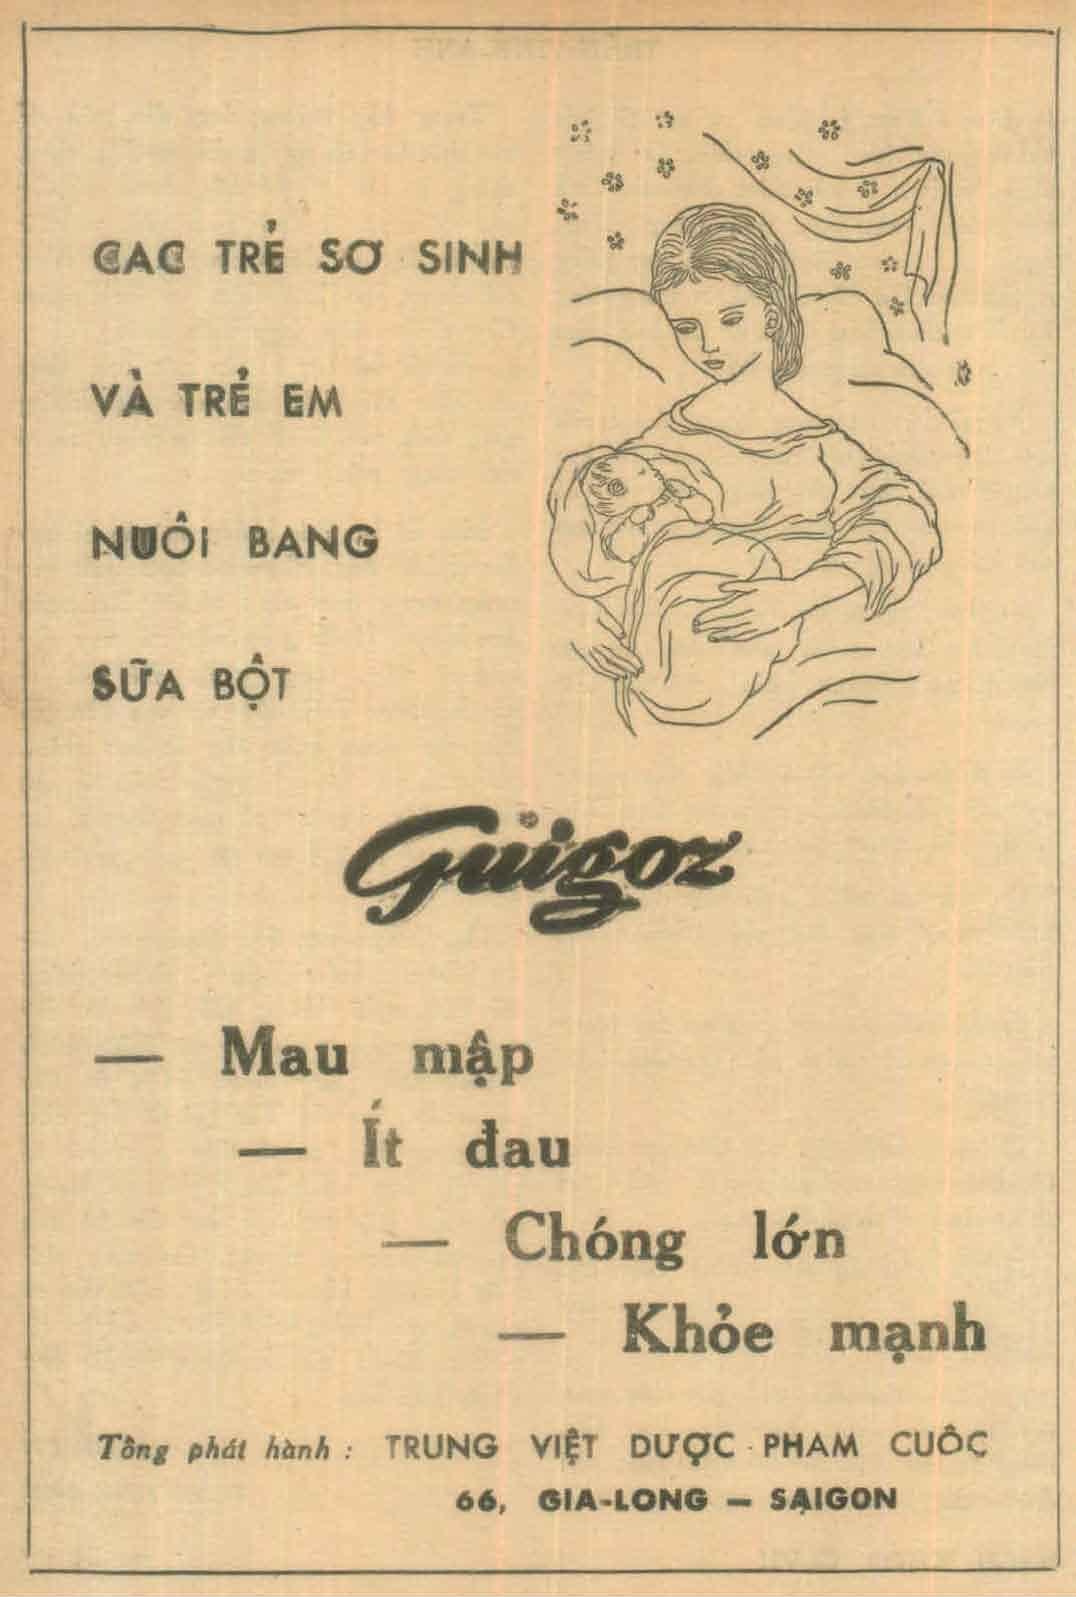 CAC TRẺ SƠ SINH
VÀ TRẺ EM
NUÔI BANG
SỮA BỘT
Guigoz
— Mau mập
— Ít đau
— Chóng lớn
— Khỏe mạnh
Tổng phát hành : TRUNG VIỆT DƯỢC PHAM CUÔC
66, GIA-LONG — SAIGON